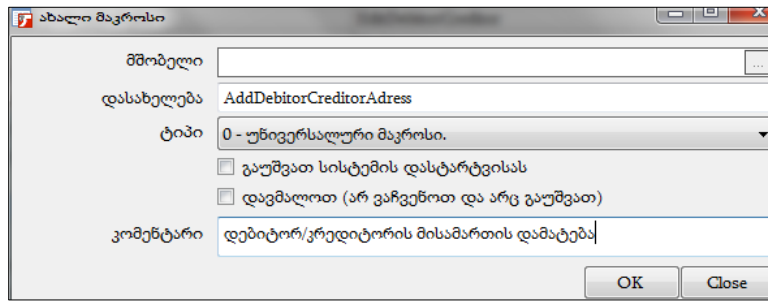 ახალი მაკროსი
მშობელი
...
დასახელება AddDebitorCreditorAdress
ტიპი 0 - უნივერსალური მაკროსი.
გაუშვათ სისტემის დასტარტვისას
დავმალოთ (არ ვაჩვენოთ და არც გაუშვათ)
კომენტარი დებიტორ/კრედიტორის მისამართის დამატება
OK Close